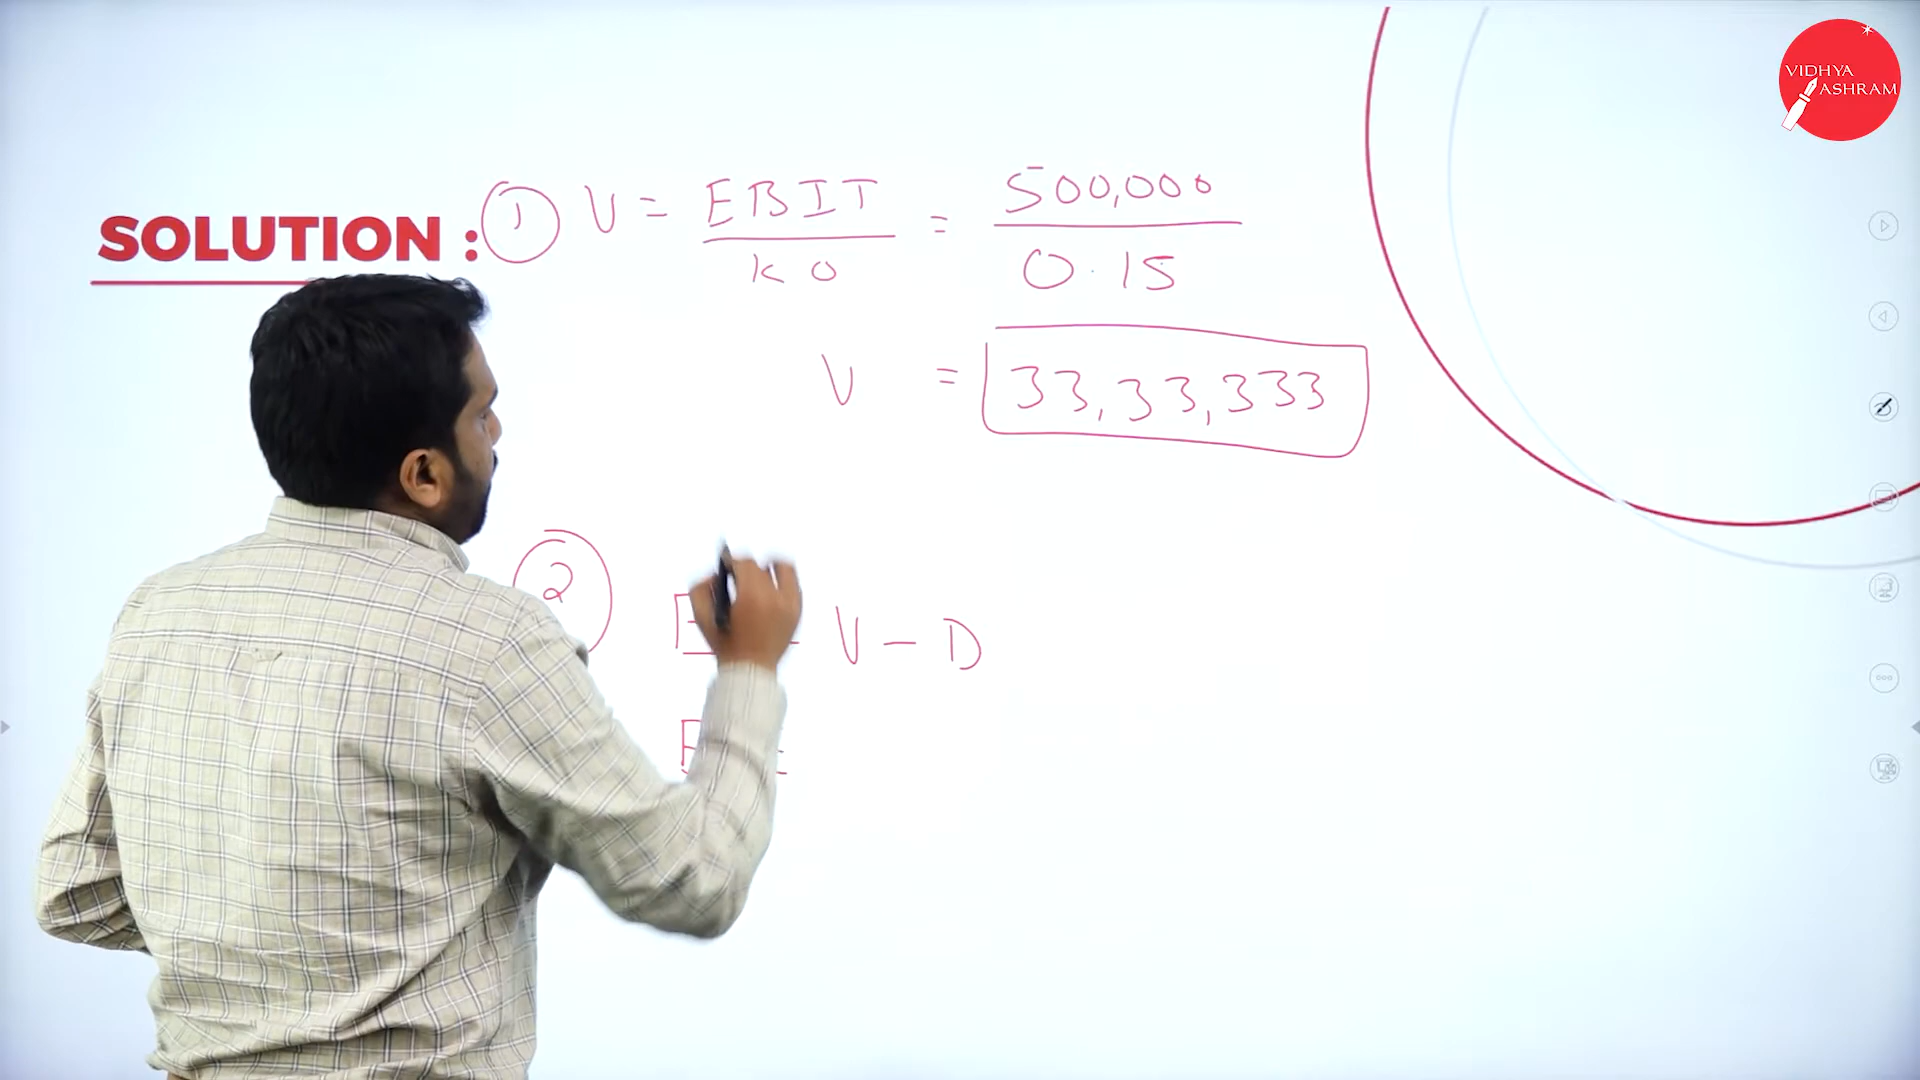 VIDHYA
ASHRAM
SOLUTION :
1 V = EBIT / KO = 500,000 / 0.15
V = 33,33,333
2
V - D